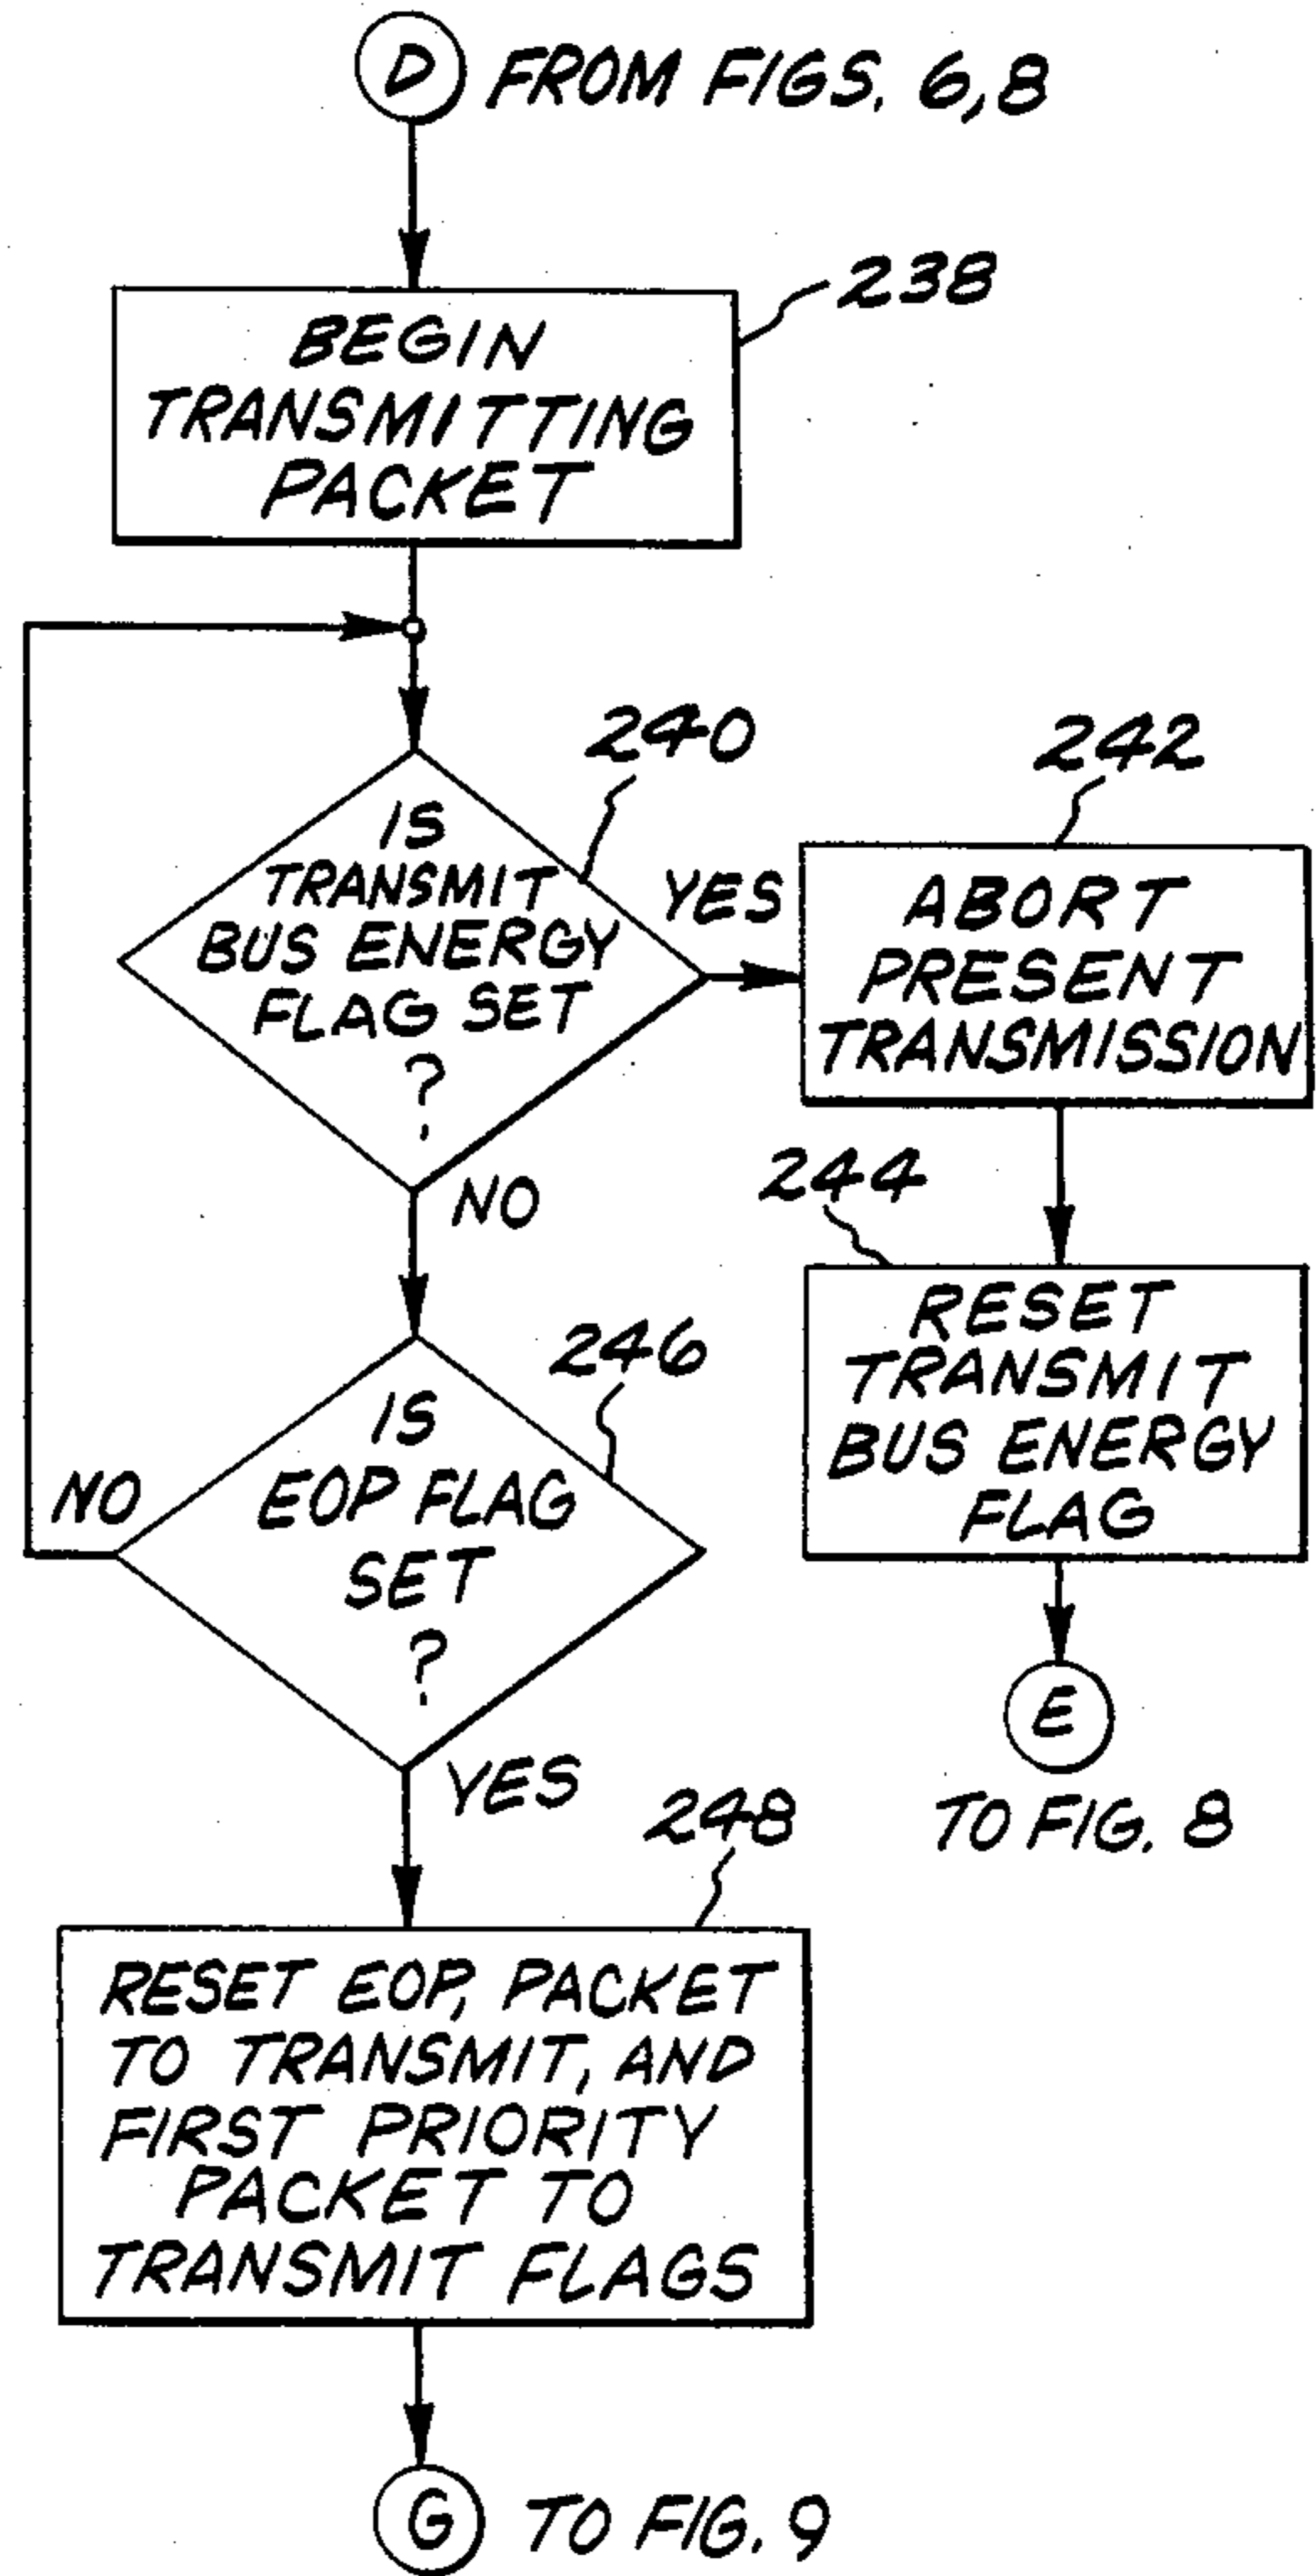 D FROM FIGS. 6,8
238
BEGIN
TRANSMITTING
PACKET
240
IS
TRANSMIT
BUS ENERGY
FLAG SET
?
YES
NO
242
ABORT
PRESENT
TRANSMISSION
244
RESET
TRANSMIT
BUS ENERGY
FLAG
E
TO FIG. 8
246
IS
EOP FLAG
SET
?
NO
YES
248
RESET EOP, PACKET
TO TRANSMIT, AND
FIRST PRIORITY
PACKET TO
TRANSMIT FLAGS
G TO FIG. 9